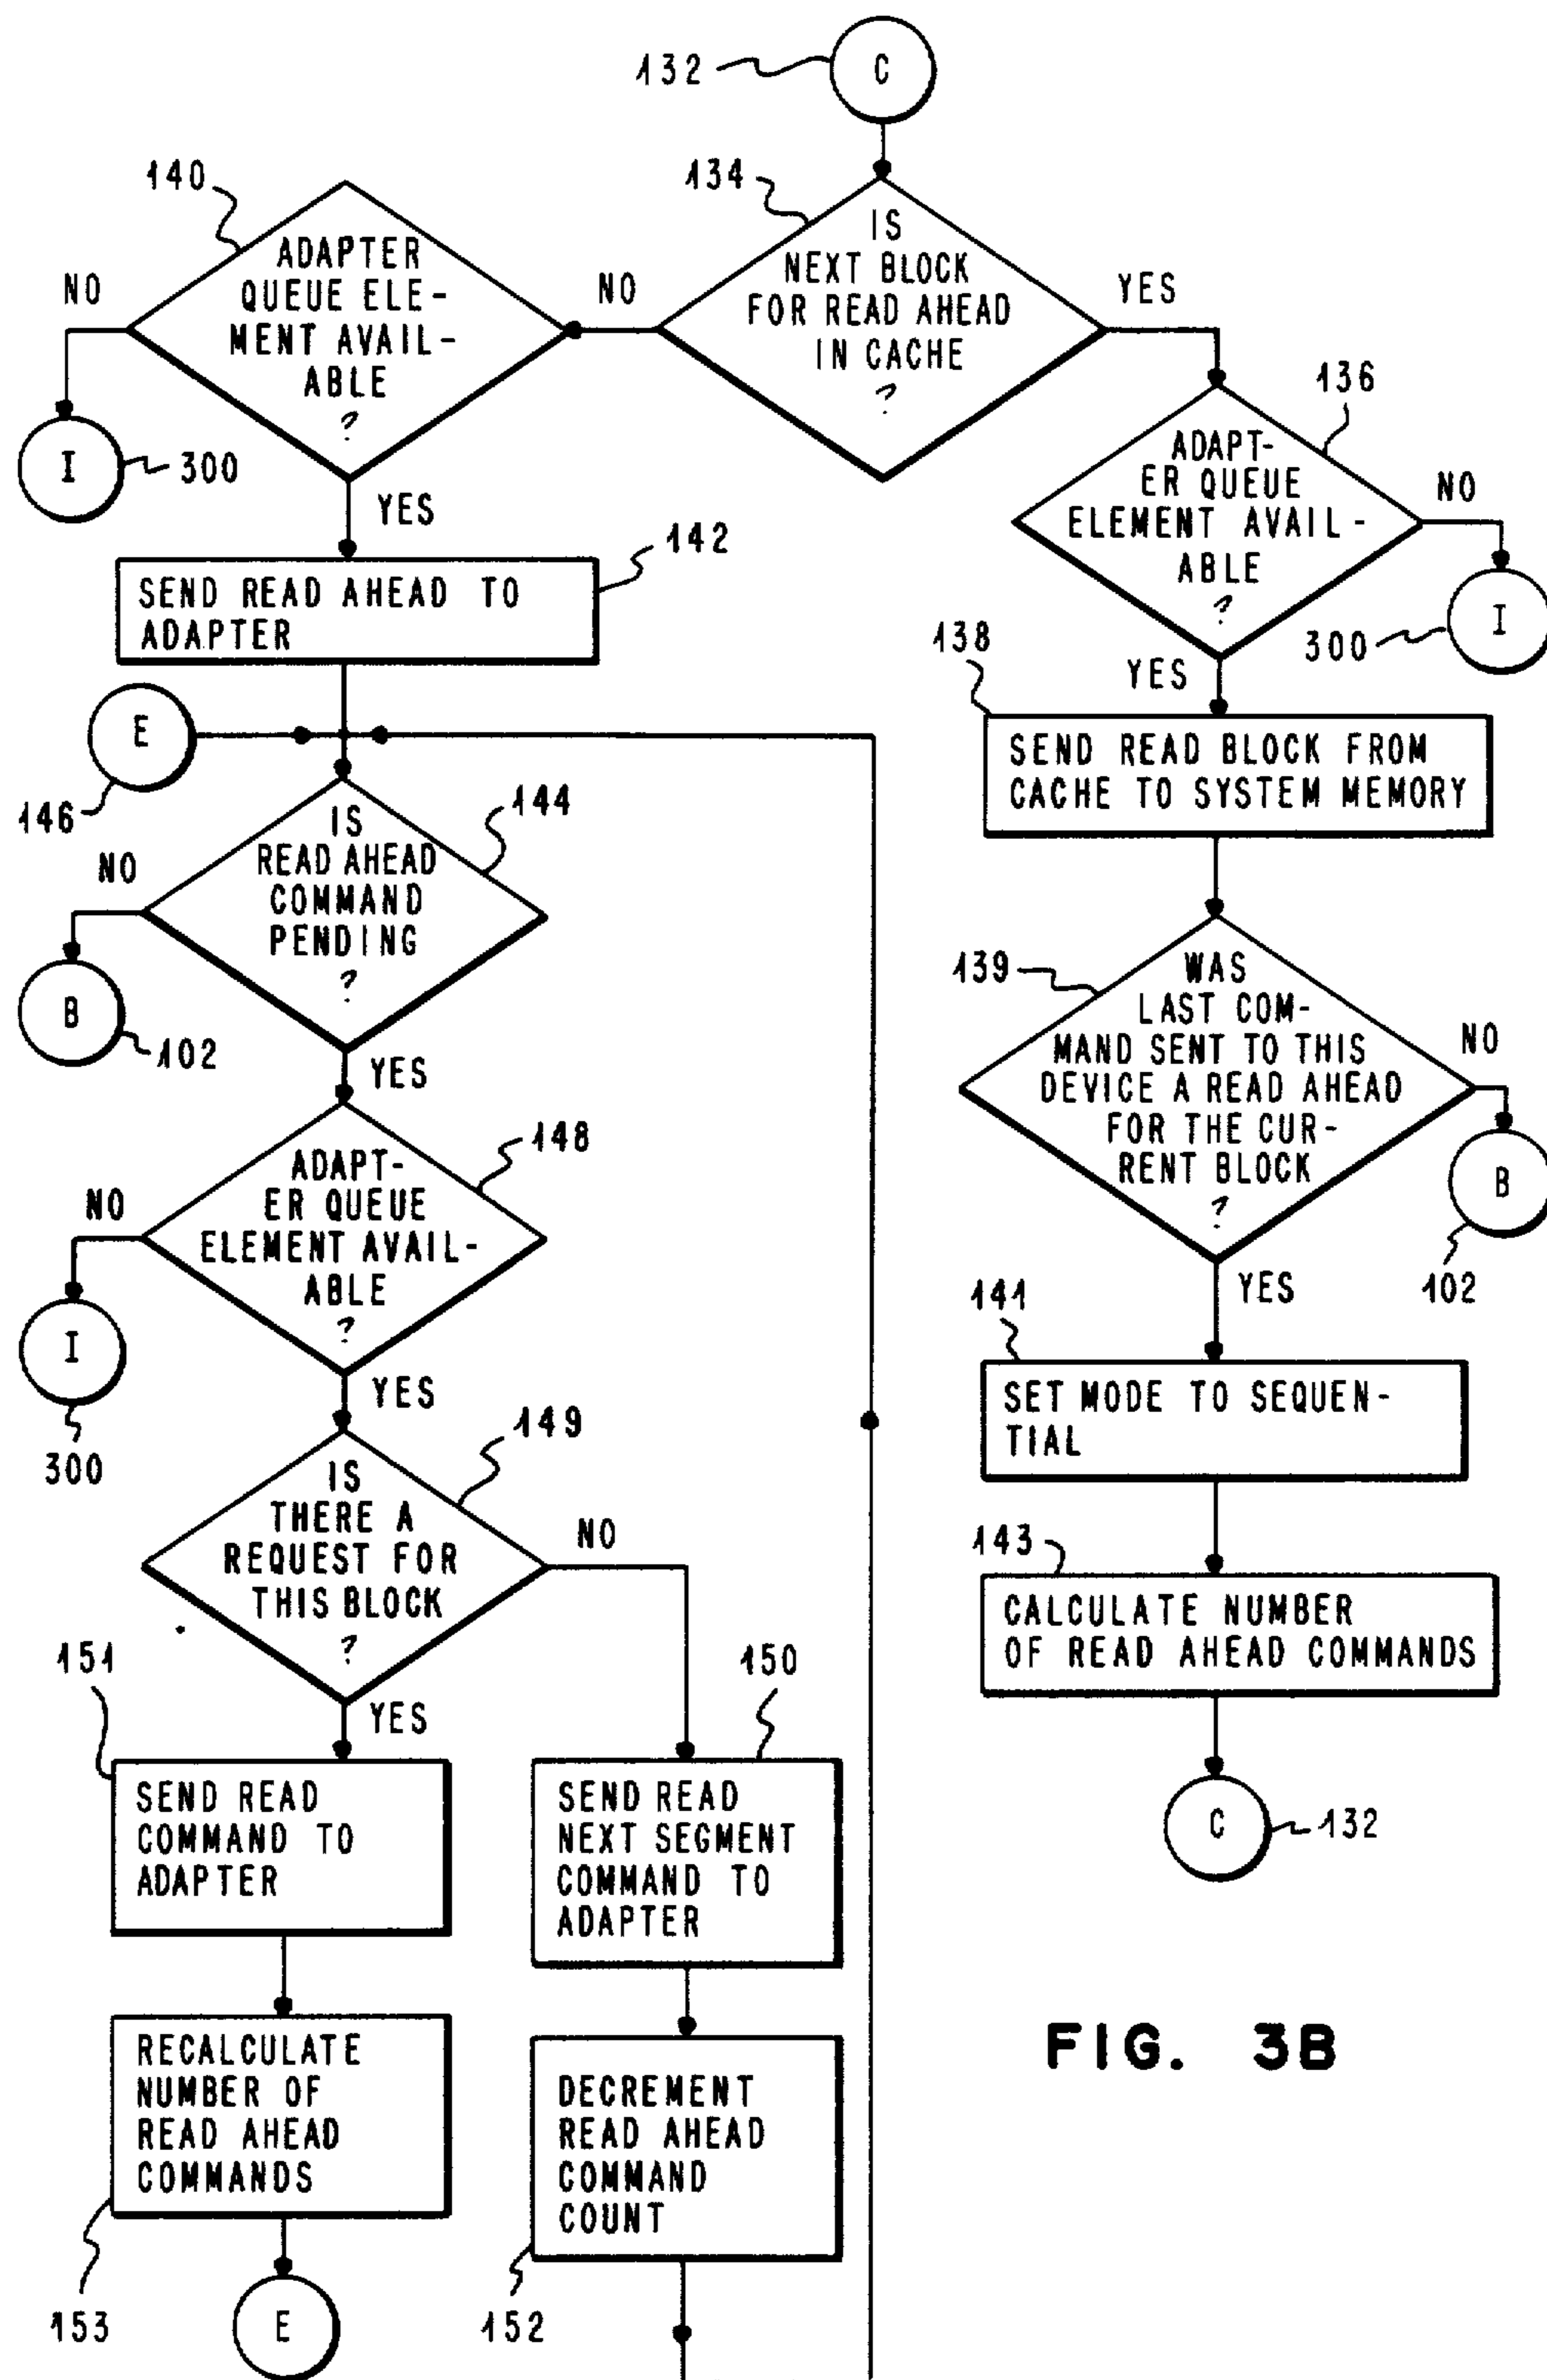 132
C
140
134
IS
NEXT BLOCK
FOR READ AHEAD
IN CACHE
?
ADAPTER
QUEUE ELE-
MENT AVAIL-
ABLE
?
NO
NO
YES
I
300
YES
136
ADAPT-
ER QUEUE
ELEMENT AVAIL-
ABLE
?
NO
I
300
YES
142
SEND READ AHEAD TO
ADAPTER
138
SEND READ BLOCK FROM
CACHE TO SYSTEM MEMORY
E
146
144
IS
READ AHEAD
COMMAND
PENDING
?
NO
B
102
YES
139
WAS
LAST COM-
MAND SENT TO THIS
DEVICE A READ AHEAD
FOR THE CUR-
RENT BLOCK
?
NO
B
102
YES
148
ADAPT-
ER QUEUE
ELEMENT AVAIL-
ABLE
?
NO
I
300
YES
141
SET MODE TO SEQUEN-
TIAL
149
IS
THERE A
REQUEST FOR
THIS BLOCK
?
NO
YES
143
CALCULATE NUMBER
OF READ AHEAD COMMANDS
C
132
151
SEND READ
COMMAND TO
ADAPTER
150
SEND READ
NEXT SEGMENT
COMMAND TO
ADAPTER
RECALCULATE
NUMBER OF
READ AHEAD
COMMANDS
153
E
DECREMENT
READ AHEAD
COMMAND
COUNT
152
FIG. 3B